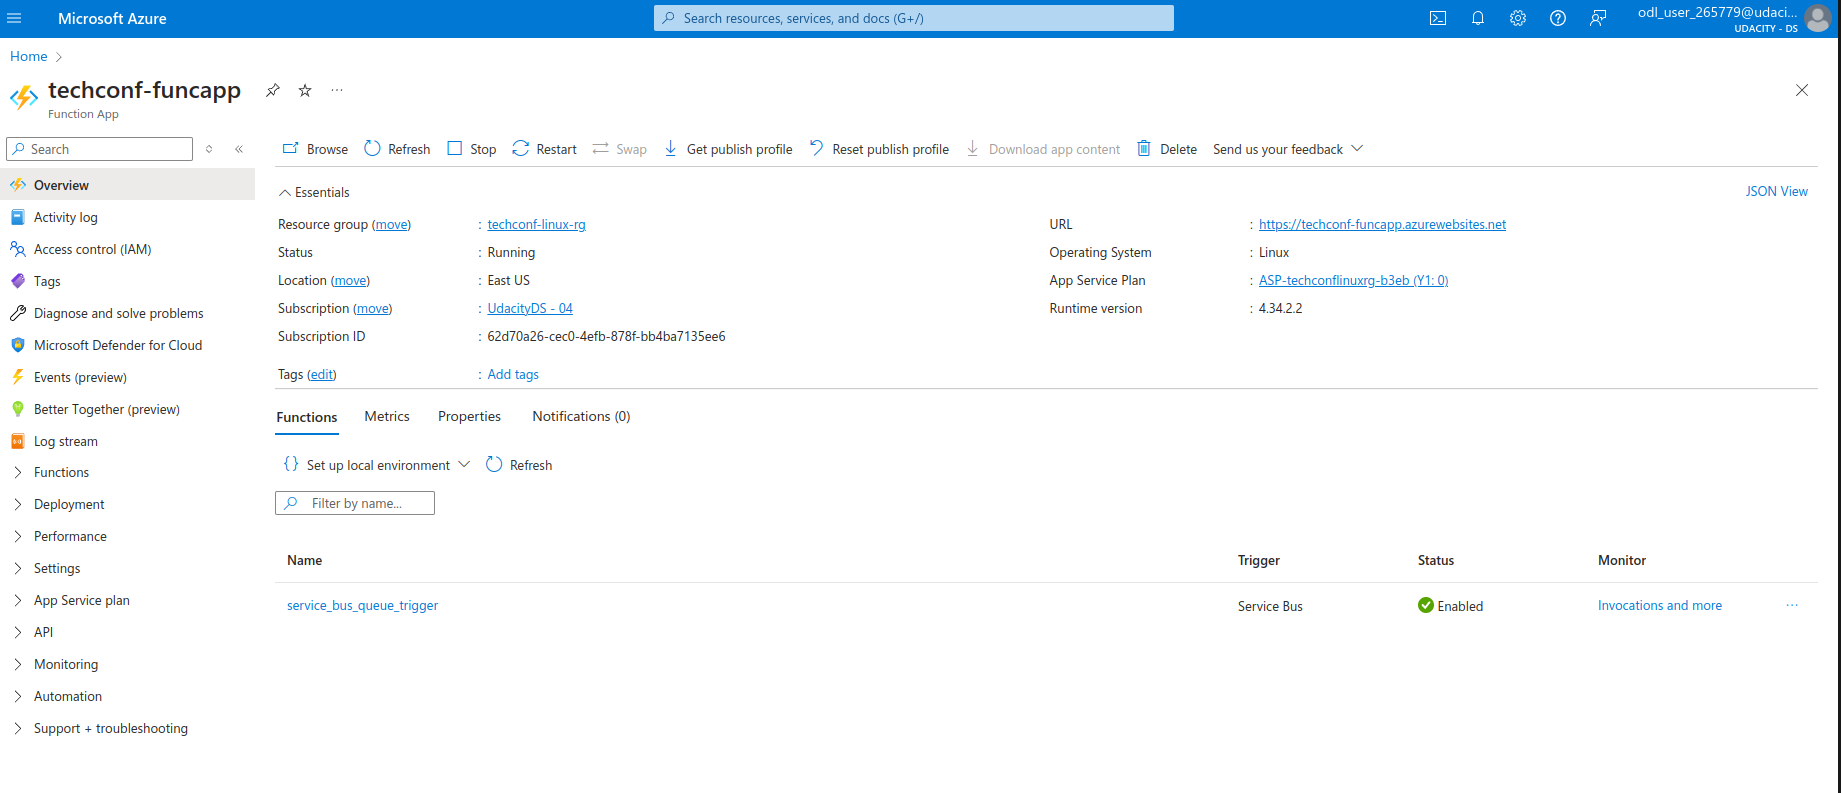 Microsoft Azure
Search resources, services, and docs (G+/)
odl_user_265779@udaci...
UDACITY - DS
Home
techconf-funcapp
Function App
Search
Browse Refresh Stop Restart Swap Get publish profile Reset publish profile Download app content Delete Send us your feedback
Overview
Activity log
Access control (IAM)
Tags
Diagnose and solve problems
Microsoft Defender for Cloud
Events (preview)
Better Together (preview)
Log stream
Functions
Deployment
Performance
Settings
App Service plan
API
Monitoring
Automation
Support + troubleshooting
Essentials
JSON View
Resource group (move) : techconf-linux-rg
Status : Running
Location (move) : East US
Subscription (move) : UdacityDS - 04
Subscription ID : 62d70a26-cec0-4efb-878f-bb4ba7135ee6
Tags (edit) : Add tags
URL : https://techconf-funcapp.azurewebsites.net
Operating System : Linux
App Service Plan : ASP-techconflinuxrg-b3eb (Y1: 0)
Runtime version : 4.34.2.2
Functions Metrics Properties Notifications (0)
Set up local environment Refresh
Filter by name...
Name Trigger Status Monitor
service_bus_queue_trigger Service Bus Enabled Invocations and more